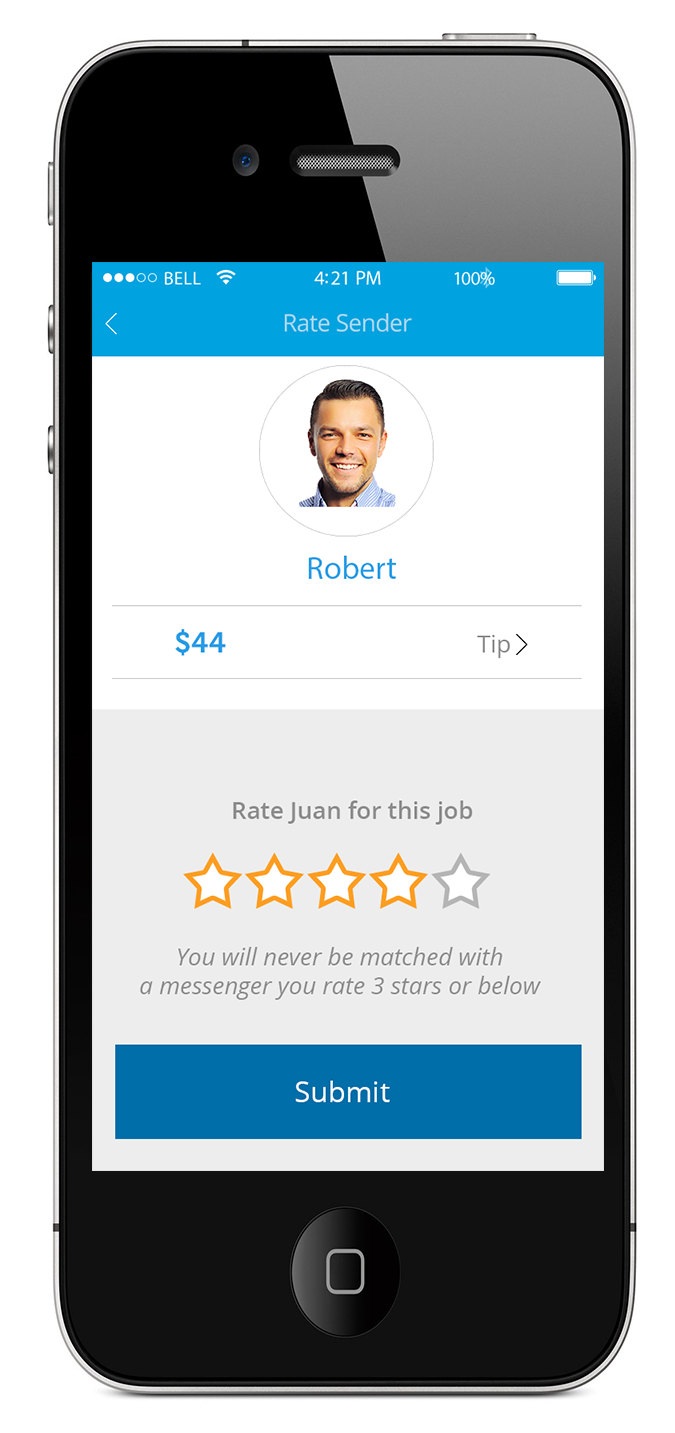 BELL 4:21 PM 100%
Rate Sender
Robert
$44 Tip
Rate Juan for this job
You will never be matched with
a messenger you rate 3 stars or below
Submit